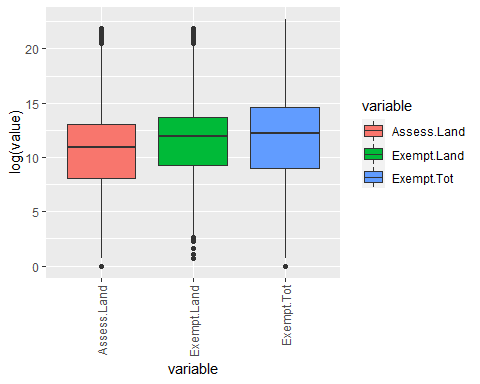 log(value)
20
15
10
5
0
Assess.Land
Exempt.Land
Exempt.Tot
variable
variable
Assess.Land
Exempt.Land
Exempt.Tot